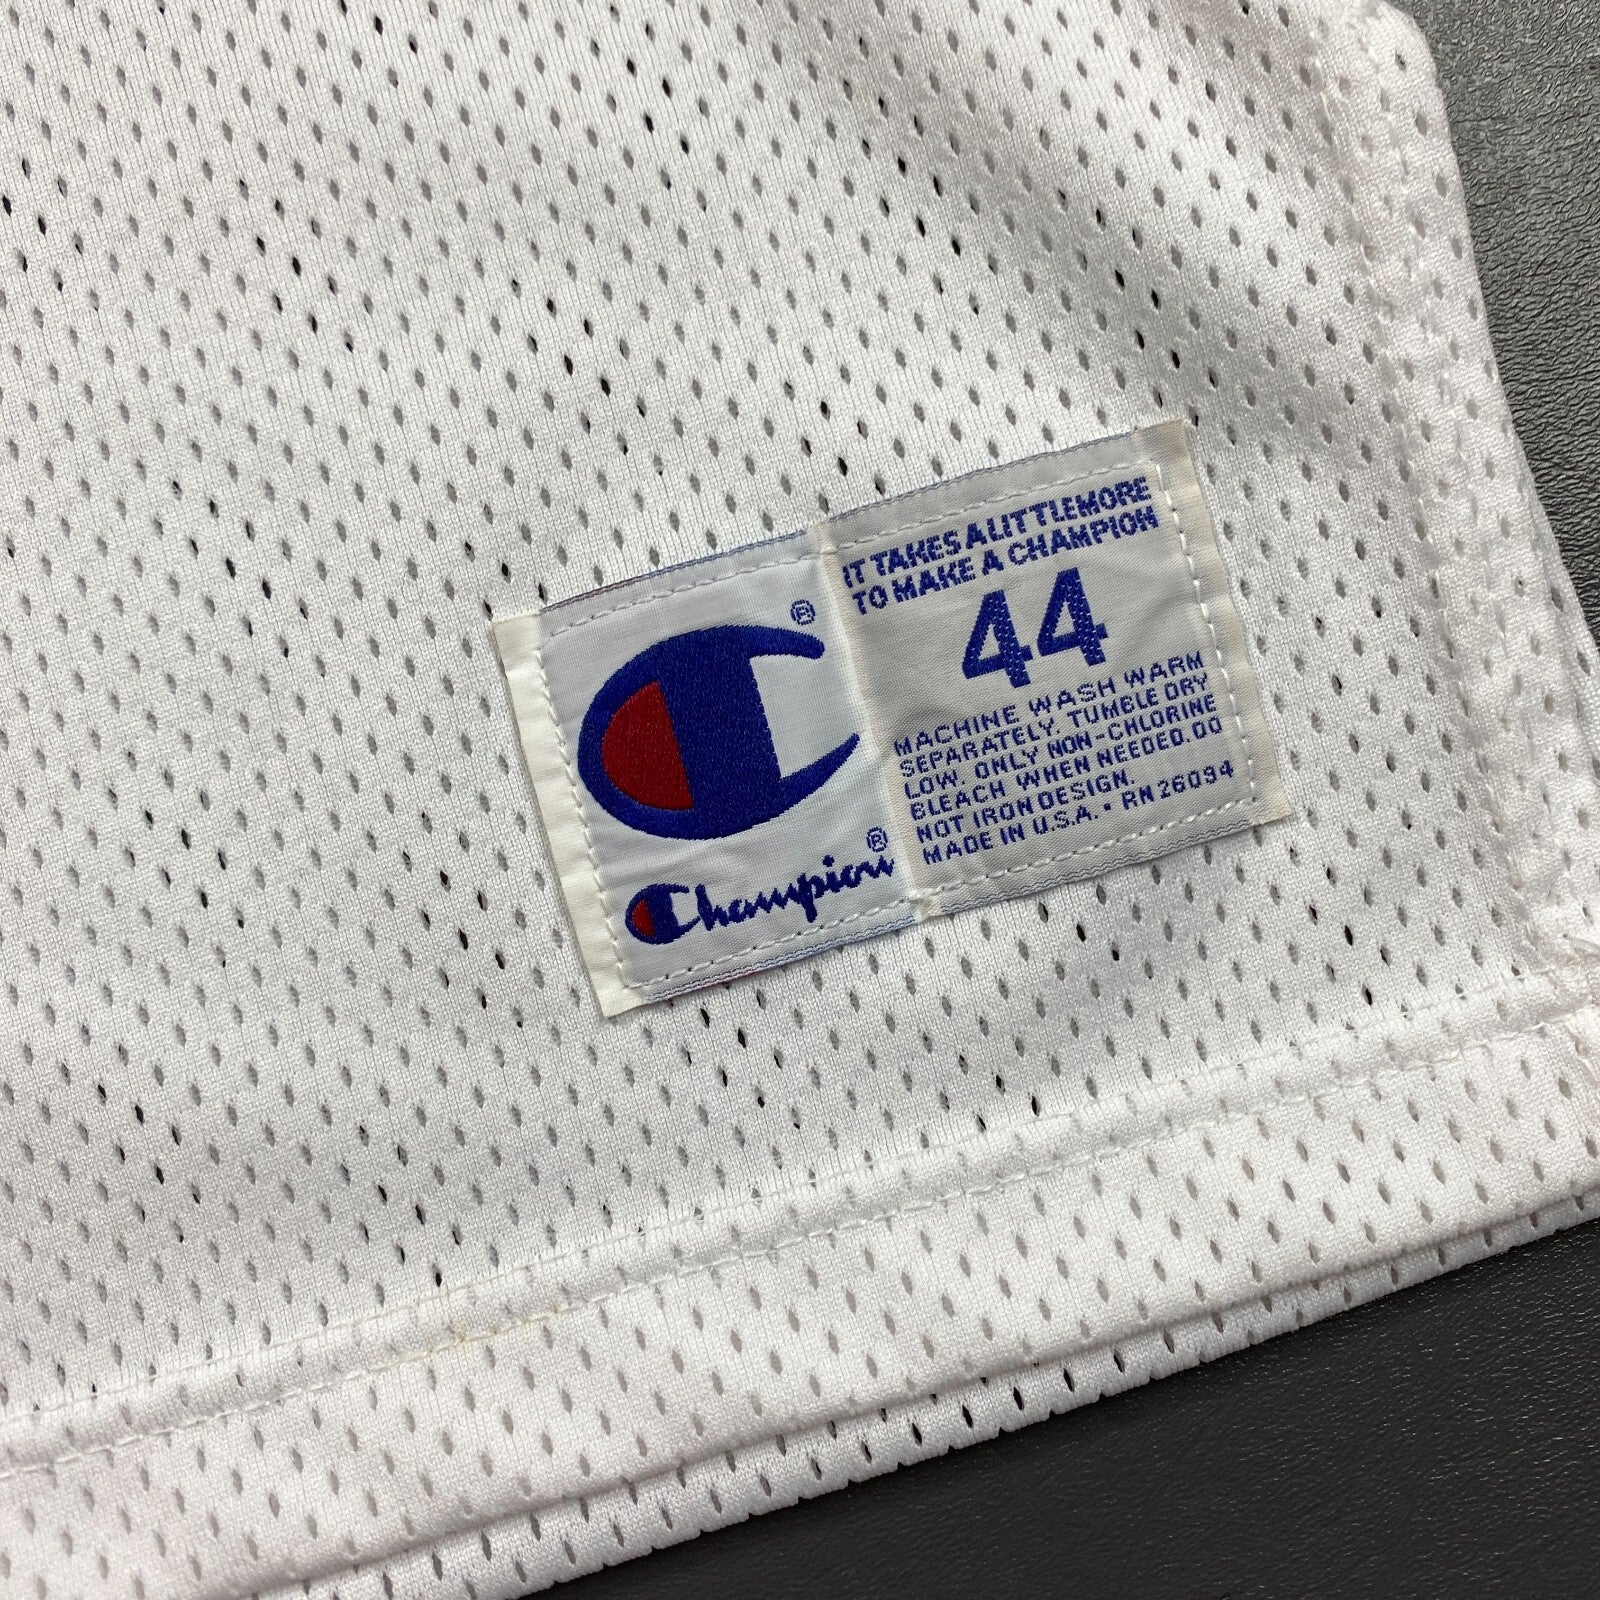 ®
Champion®
IT TAKES A LITTLE MORE
TO MAKE A CHAMPION
44
MACHINE WASH WARM
SEPARATELY. TUMBLE DRY
LOW. ONLY NON-CHLORINE
BLEACH WHEN NEEDED. DO
NOT IRON DESIGN.
MADE IN U.S.A. • RN 26094